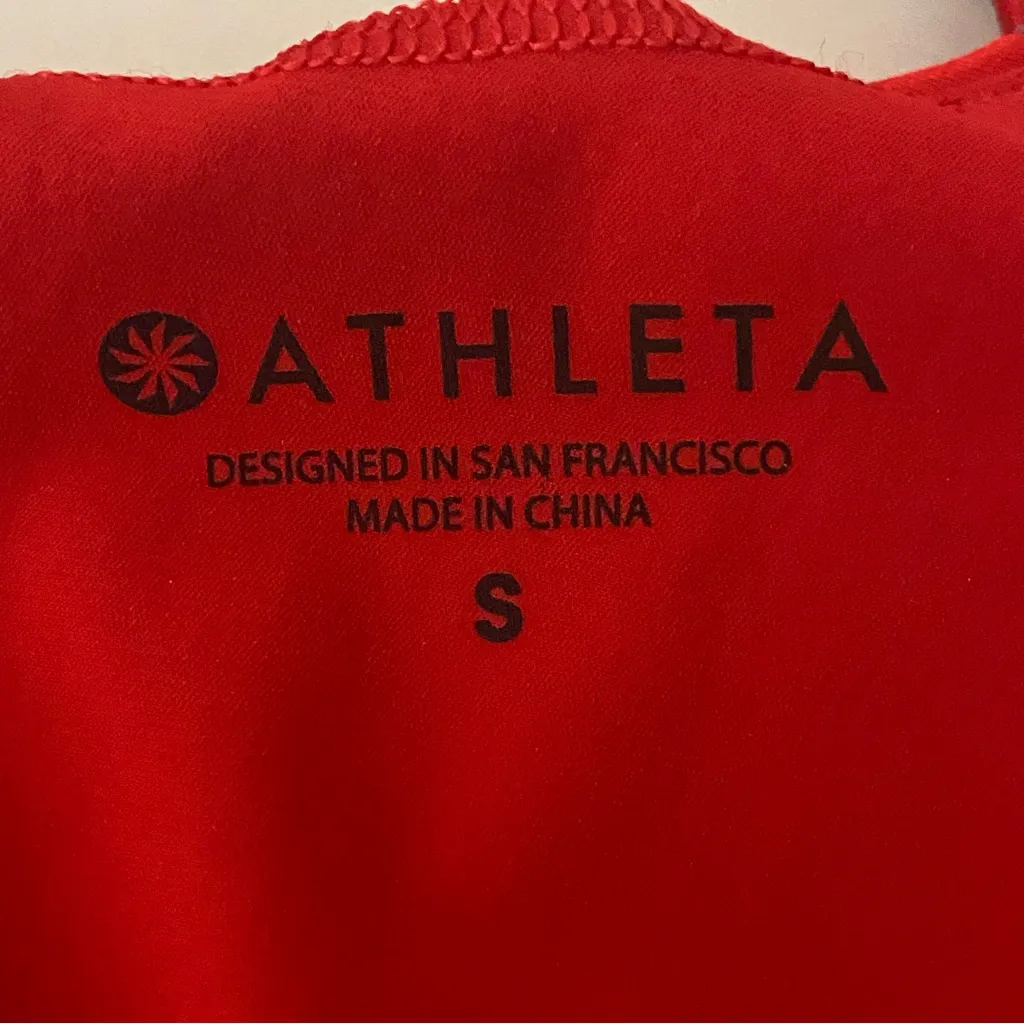 ATHLETA
DESIGNED IN SAN FRANCISCO
MADE IN CHINA
S